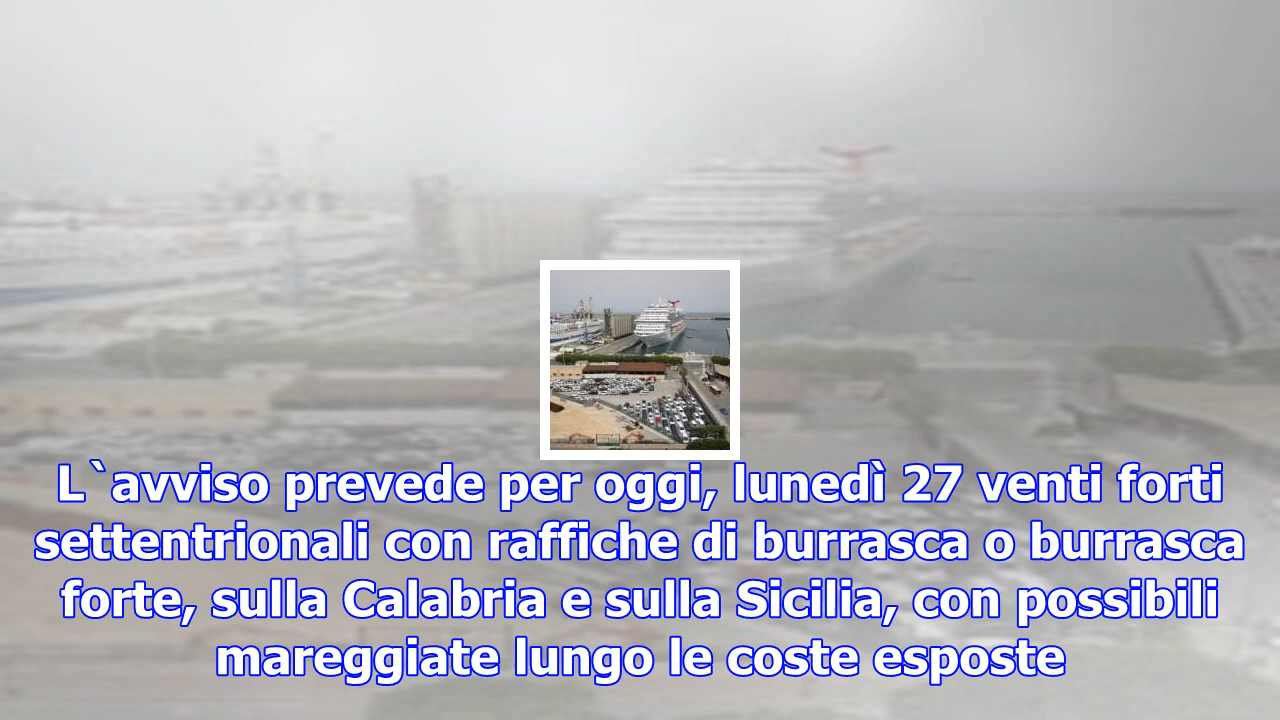 L`avviso prevede per oggi, lunedì 27 venti forti
settentrionali con raffiche di burrasca o burrasca
forte, sulla Calabria e sulla Sicilia, con possibili
mareggiate lungo le coste esposte